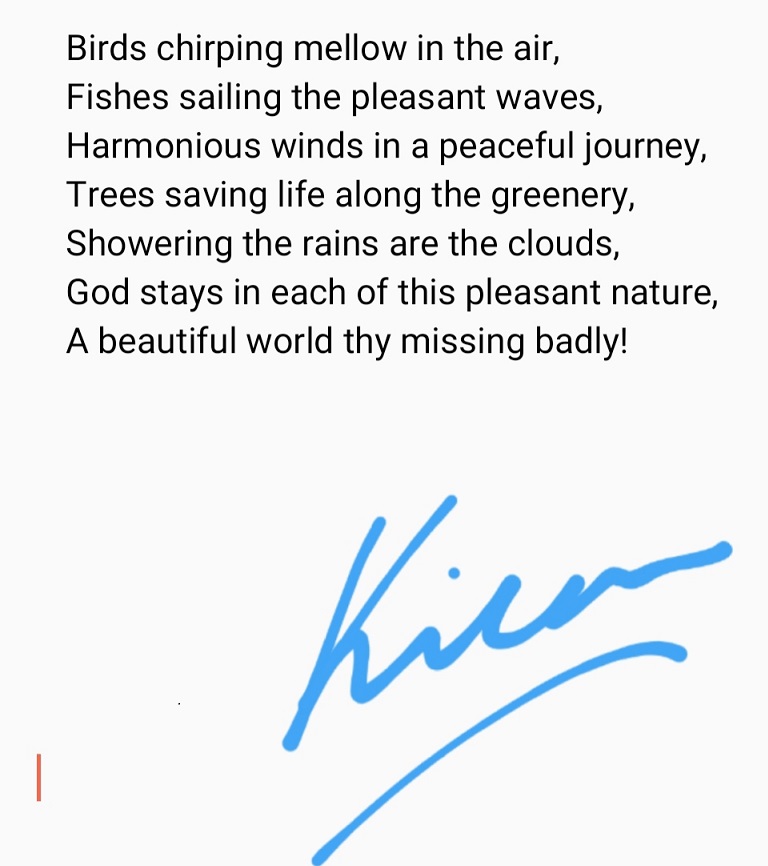 Birds chirping mellow in the air,
Fishes sailing the pleasant waves,
Harmonious winds in a peaceful journey,
Trees saving life along the greenery,
Showering the rains are the clouds,
God stays in each of this pleasant nature,
A beautiful world thy missing badly!
Kiran